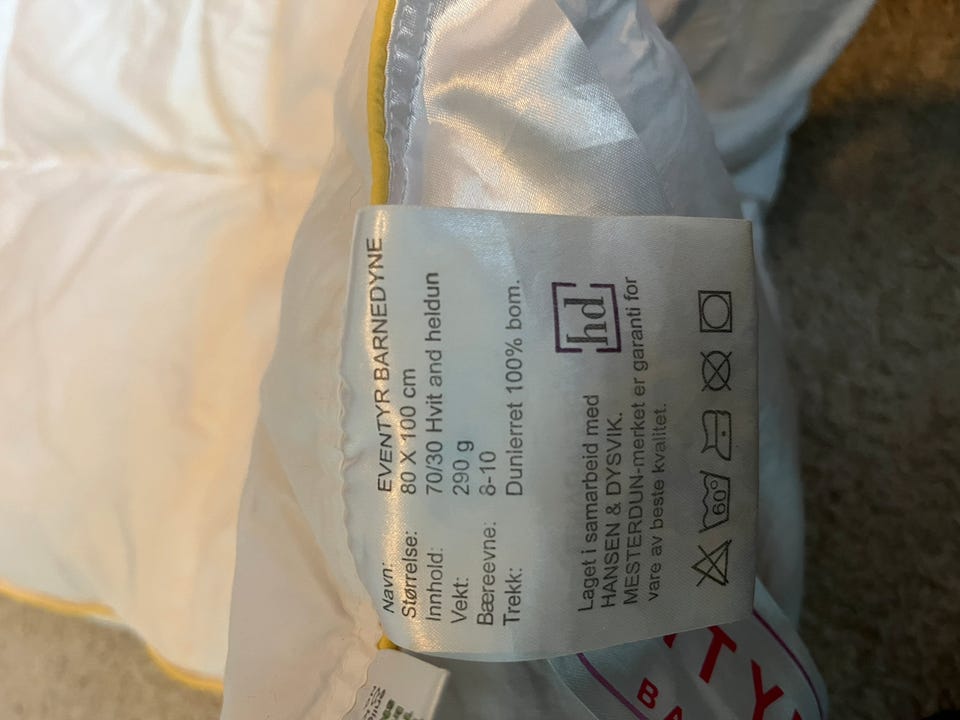 Navn: EVENTYR BARNEDYNE
Størrelse: 80 X 100 cm
Innhold: 70/30 Hvit and heldun
Vekt: 290 g
Bæreevne: 8-10
Trekk: Dunlerret 100% bom.
[hd]
Laget i samarbeid med
HANSEN & DYSVIK.
MESTERDUN-merket er garanti for
vare av beste kvalitet.
60°